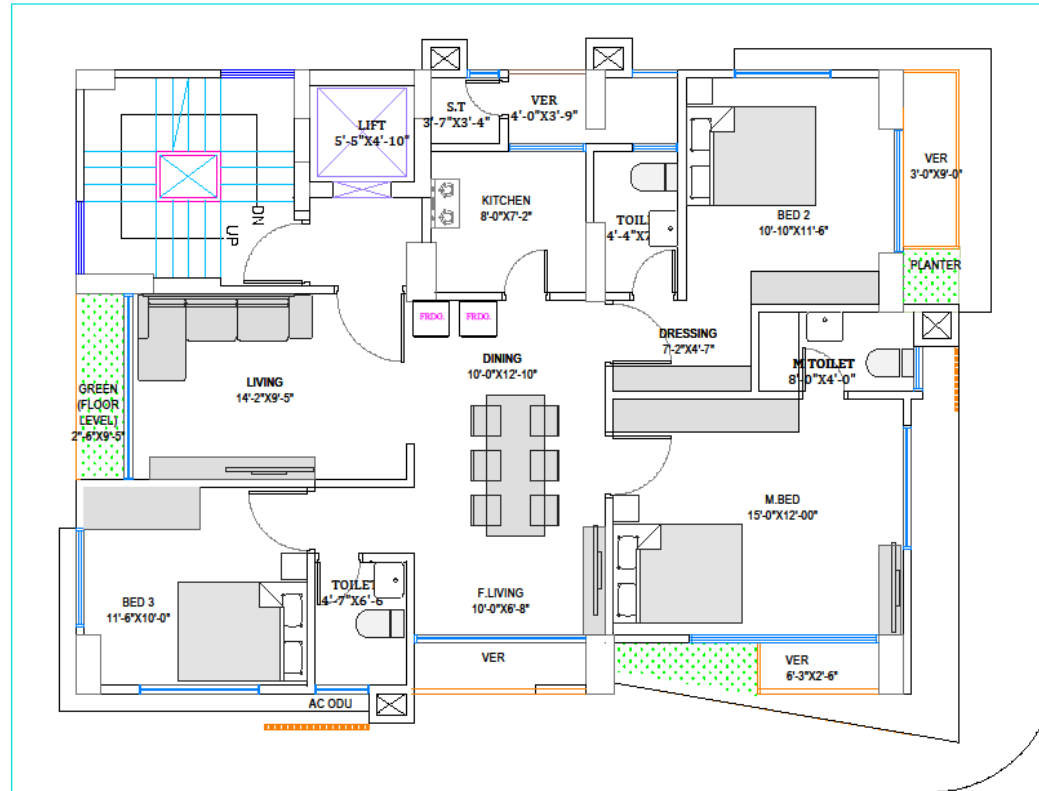 S.T
3'-7"X3'-4"
VER
4'-0"X3'-9"
LIFT
5'-5"X4'-10"
VER
3'-0"X9'-0"
KITCHEN
8'-0"X7'-2"
TOIL
4'-4"X7
BED 2
10'-10"X11'-6"
DN
UP
PLANTER
FRDG.
FRDG.
DRESSING
7'-2"X4'-7"
DINING
10'-0"X12'-10"
M.TOILET
8'-0"X4'-0"
LIVING
14'-2"X9'-5"
GREEN
(FLOOR
LEVEL)
2'-6"X9'-5"
M.BED
15'-0"X12'-00"
TOILET
4'-7"X6'-6
BED 3
11'-6"X10'-0"
F.LIVING
10'-0"X6'-8"
VER
VER
6'-3"X2'-6"
AC ODU